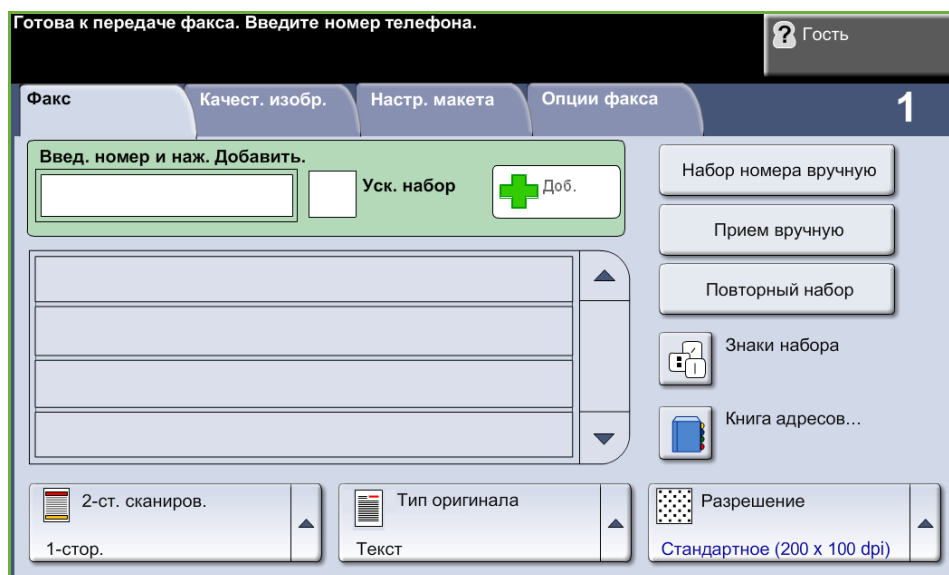 Готова к передаче факса. Введите номер телефона.
? Гость
Факс
Качест. изобр.
Настр. макета
Опции факса
1
Введ. номер и наж. Добавить.
Уск. набор
Доб.
Набор номера вручную
Прием вручную
Повторный набор
Знаки набора
Книга адресов...
2-ст. сканиров.
1-стор.
Тип оригинала
Текст
Разрешение
Стандартное (200 x 100 dpi)